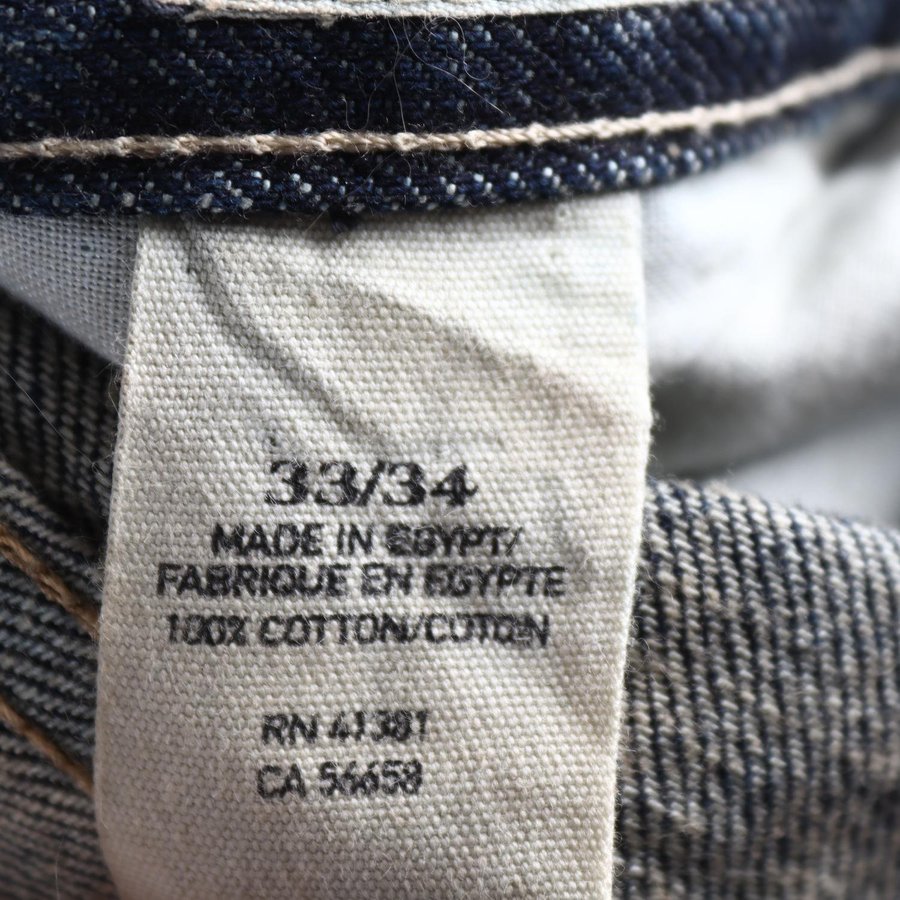 33/34
MADE IN EGYPT/
FABRIQUE EN EGYPTE
100% COTTON/COTON
RN 41381
CA 56658